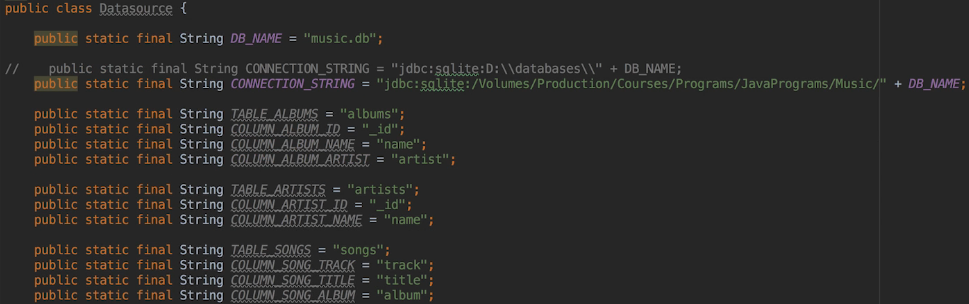 public class Datasource {
public static final String DB_NAME = "music.db";
// public static final String CONNECTION_STRING = "jdbc:sqlite:D:\\databases\\" + DB_NAME;
public static final String CONNECTION_STRING = "jdbc:sqlite:/Volumes/Production/Courses/Programs/JavaPrograms/Music/" + DB_NAME;
public static final String TABLE_ALBUMS = "albums";
public static final String COLUMN_ALBUM_ID = "_id";
public static final String COLUMN_ALBUM_NAME = "name";
public static final String COLUMN_ALBUM_ARTIST = "artist";
public static final String TABLE_ARTISTS = "artists";
public static final String COLUMN_ARTIST_ID = "_id";
public static final String COLUMN_ARTIST_NAME = "name";
public static final String TABLE_SONGS = "songs";
public static final String COLUMN_SONG_TRACK = "track";
public static final String COLUMN_SONG_TITLE = "title";
public static final String COLUMN_SONG_ALBUM = "album";